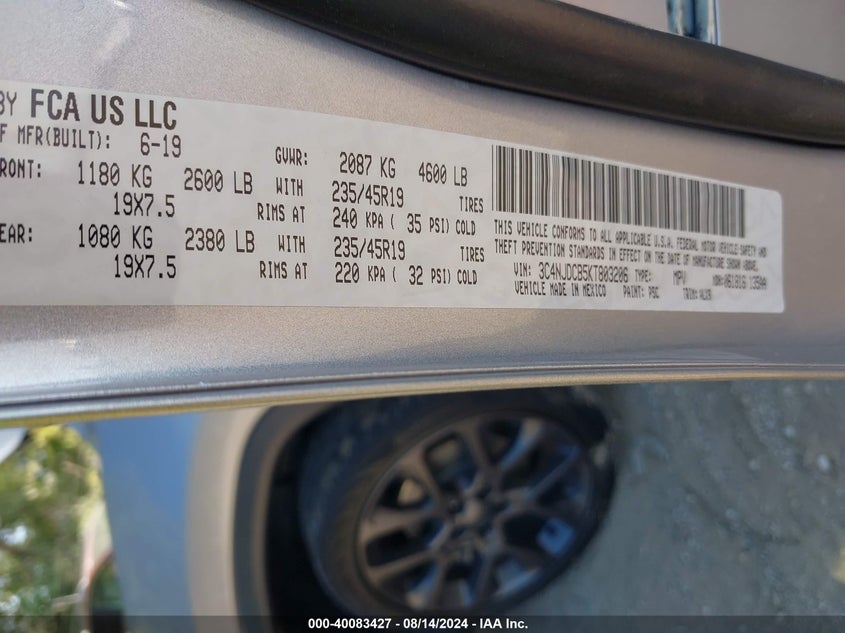 BY FCA US LLC
F MFR(BUILT): 6-19
GVWR: 2087 KG 4600 LB
RONT: 1180 KG 2600 LB WITH 235/45R19 TIRES
19X7.5 RIMS AT 240 KPA ( 35 PSI) COLD
EAR: 1080 KG 2380 LB WITH 235/45R19 TIRES
19X7.5 RIMS AT 220 KPA ( 32 PSI) COLD
THIS VEHICLE CONFORMS TO ALL APPLICABLE U.S.A. FEDERAL MOTOR VEHICLE SAFETY AND
THEFT PREVENTION STANDARDS IN EFFECT ON THE DATE OF MANUFACTURE SHOWN ABOVE.
VIN: 3C4NJDCB5KT803206 TYPE: MPV
VEHICLE MADE IN MEXICO PAINT: PSC TRIM:
000-40083427 - 08/14/2024 - IAA Inc.